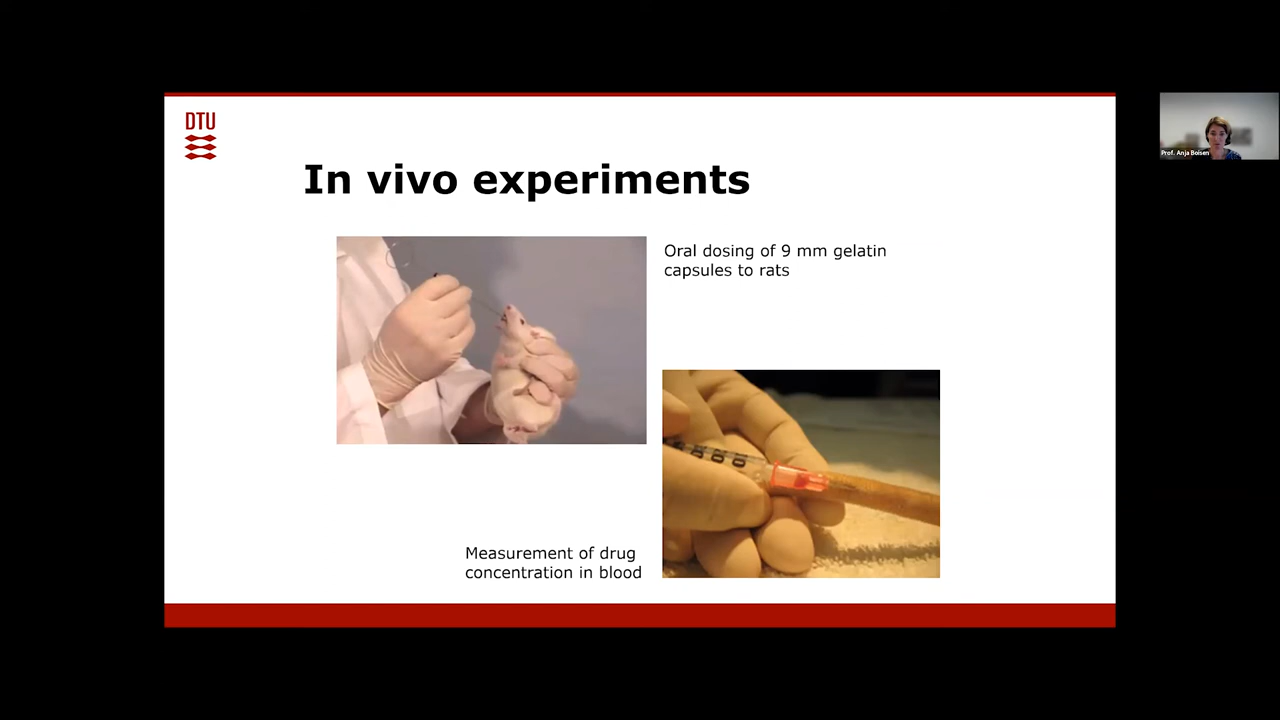 DTU
In vivo experiments
Oral dosing of 9 mm gelatin
capsules to rats
Measurement of drug
concentration in blood
Prof. Anja Boisen